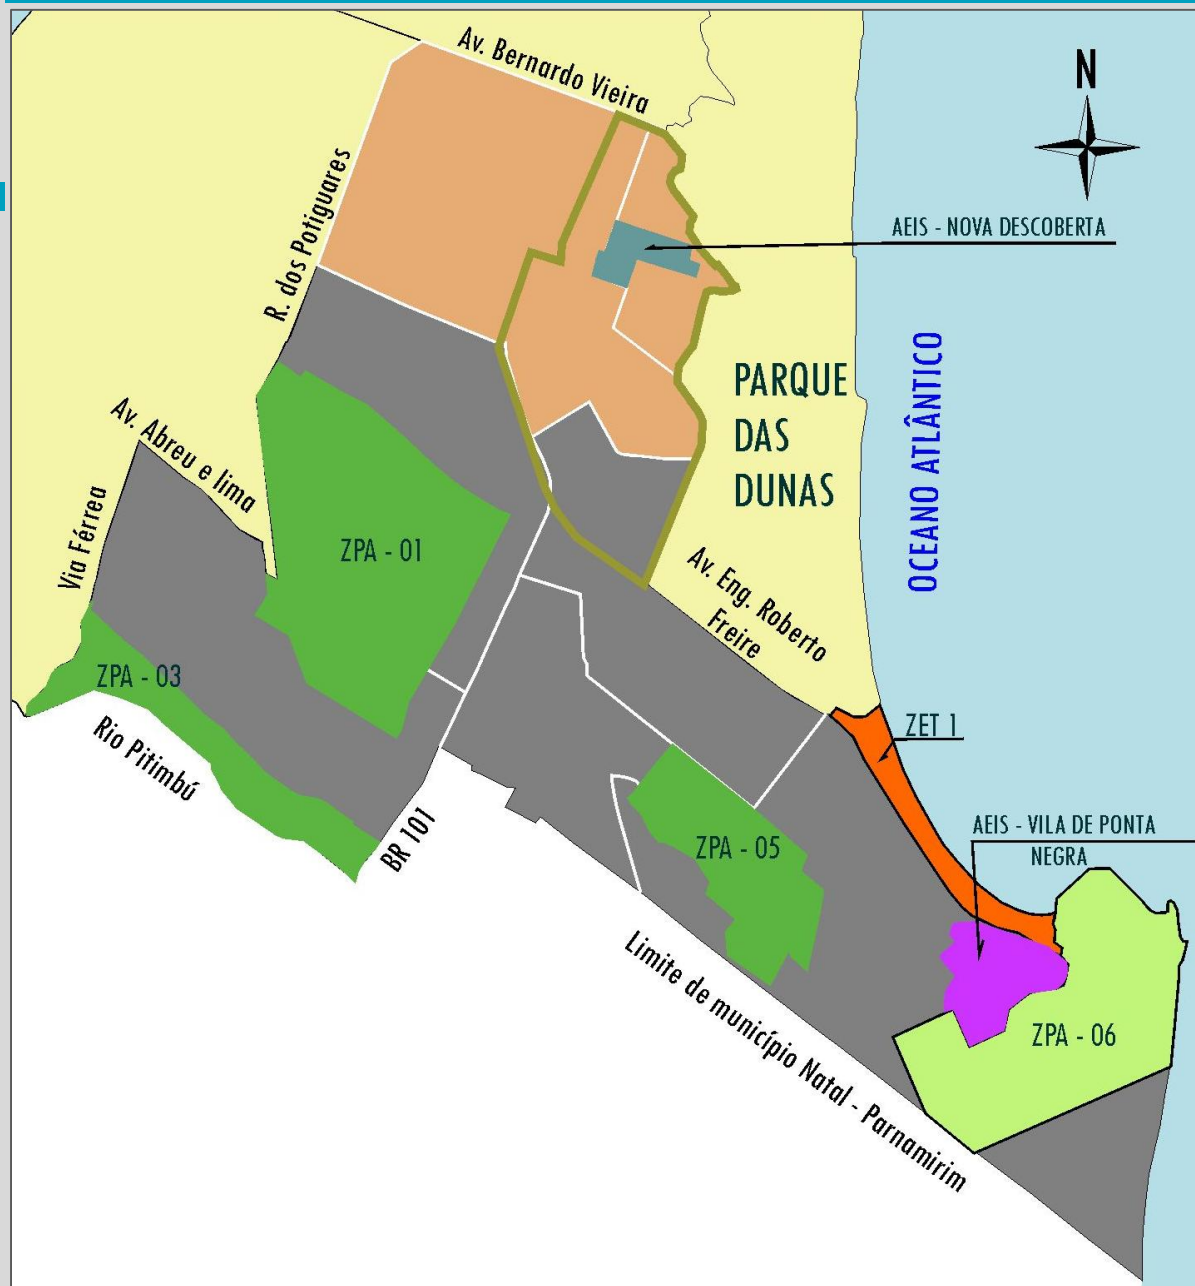 Av. Bernardo Vieira
N
R. dos Potiguares
AEIS - NOVA DESCOBERTA
PARQUE
DAS
DUNAS
OCEANO ATLÂNTICO
Av. Abreu e lima
Via Férrea
ZPA - 01
Av. Eng. Roberto
Freire
ZPA - 03
Rio Pitimbú
ZET 1
BR 101
ZPA - 05
AEIS - VILA DE PONTA
NEGRA
Limite de município Natal - Parnamirim
ZPA - 06